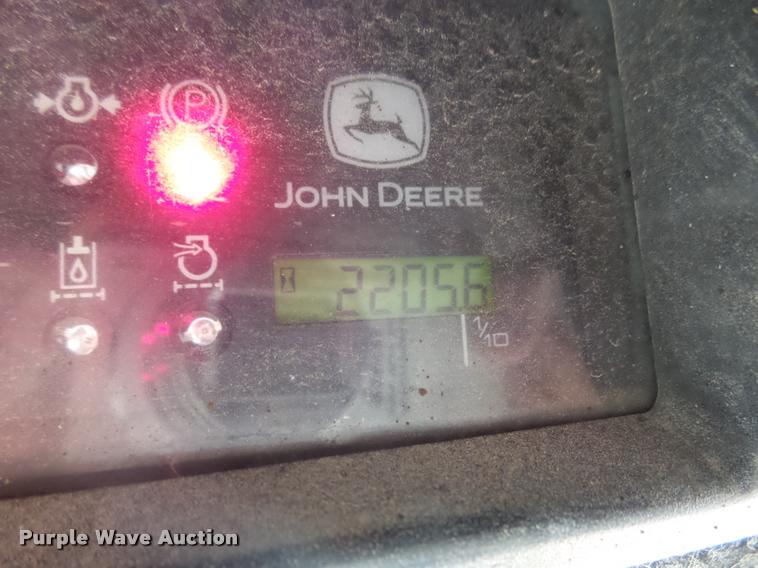 P
JOHN DEERE
22056
1/10
Purple Wave Auction